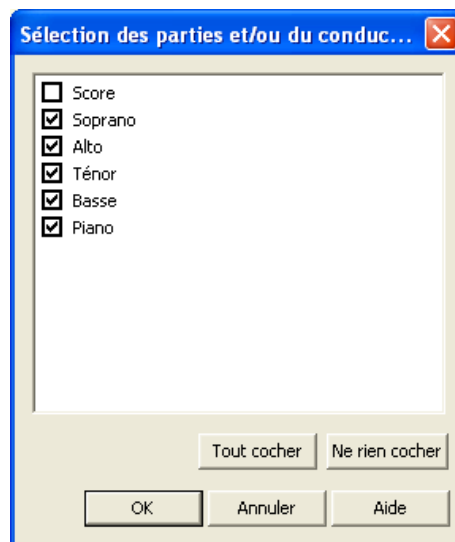 Sélection des parties et/ou du conduc...
Score
Soprano
Alto
Ténor
Basse
Piano
Tout cocher Ne rien cocher
OK Annuler Aide